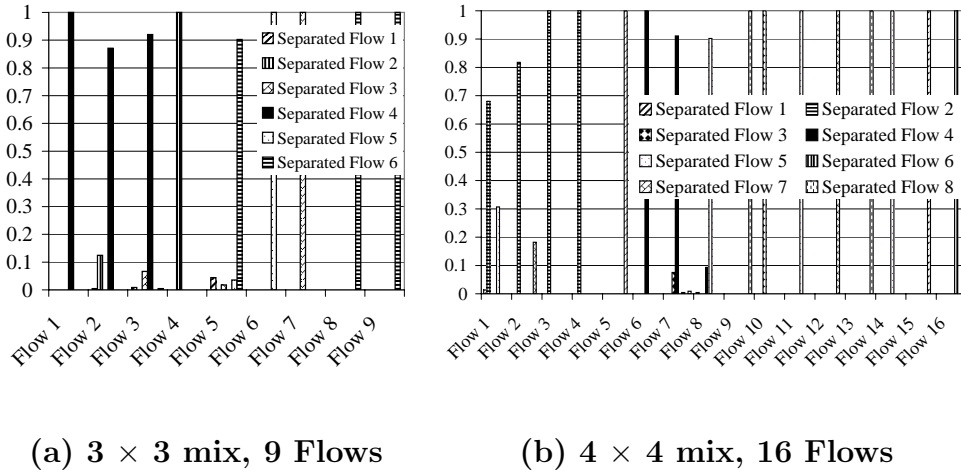 1
0.9
0.8
0.7
0.6
0.5
0.4
0.3
0.2
0.1
0
Separated Flow 1
Separated Flow 2
Separated Flow 3
Separated Flow 4
Separated Flow 5
Separated Flow 6
Flow 1
Flow 2
Flow 3
Flow 4
Flow 5
Flow 6
Flow 7
Flow 8
Flow 9
(a) 3 × 3 mix, 9 Flows
1
0.9
0.8
0.7
0.6
0.5
0.4
0.3
0.2
0.1
0
Separated Flow 1 Separated Flow 2
Separated Flow 3 Separated Flow 4
Separated Flow 5 Separated Flow 6
Separated Flow 7 Separated Flow 8
Flow 1
Flow 2
Flow 3
Flow 4
Flow 5
Flow 6
Flow 7
Flow 8
Flow 9
Flow 10
Flow 11
Flow 12
Flow 13
Flow 14
Flow 15
Flow 16
(b) 4 × 4 mix, 16 Flows